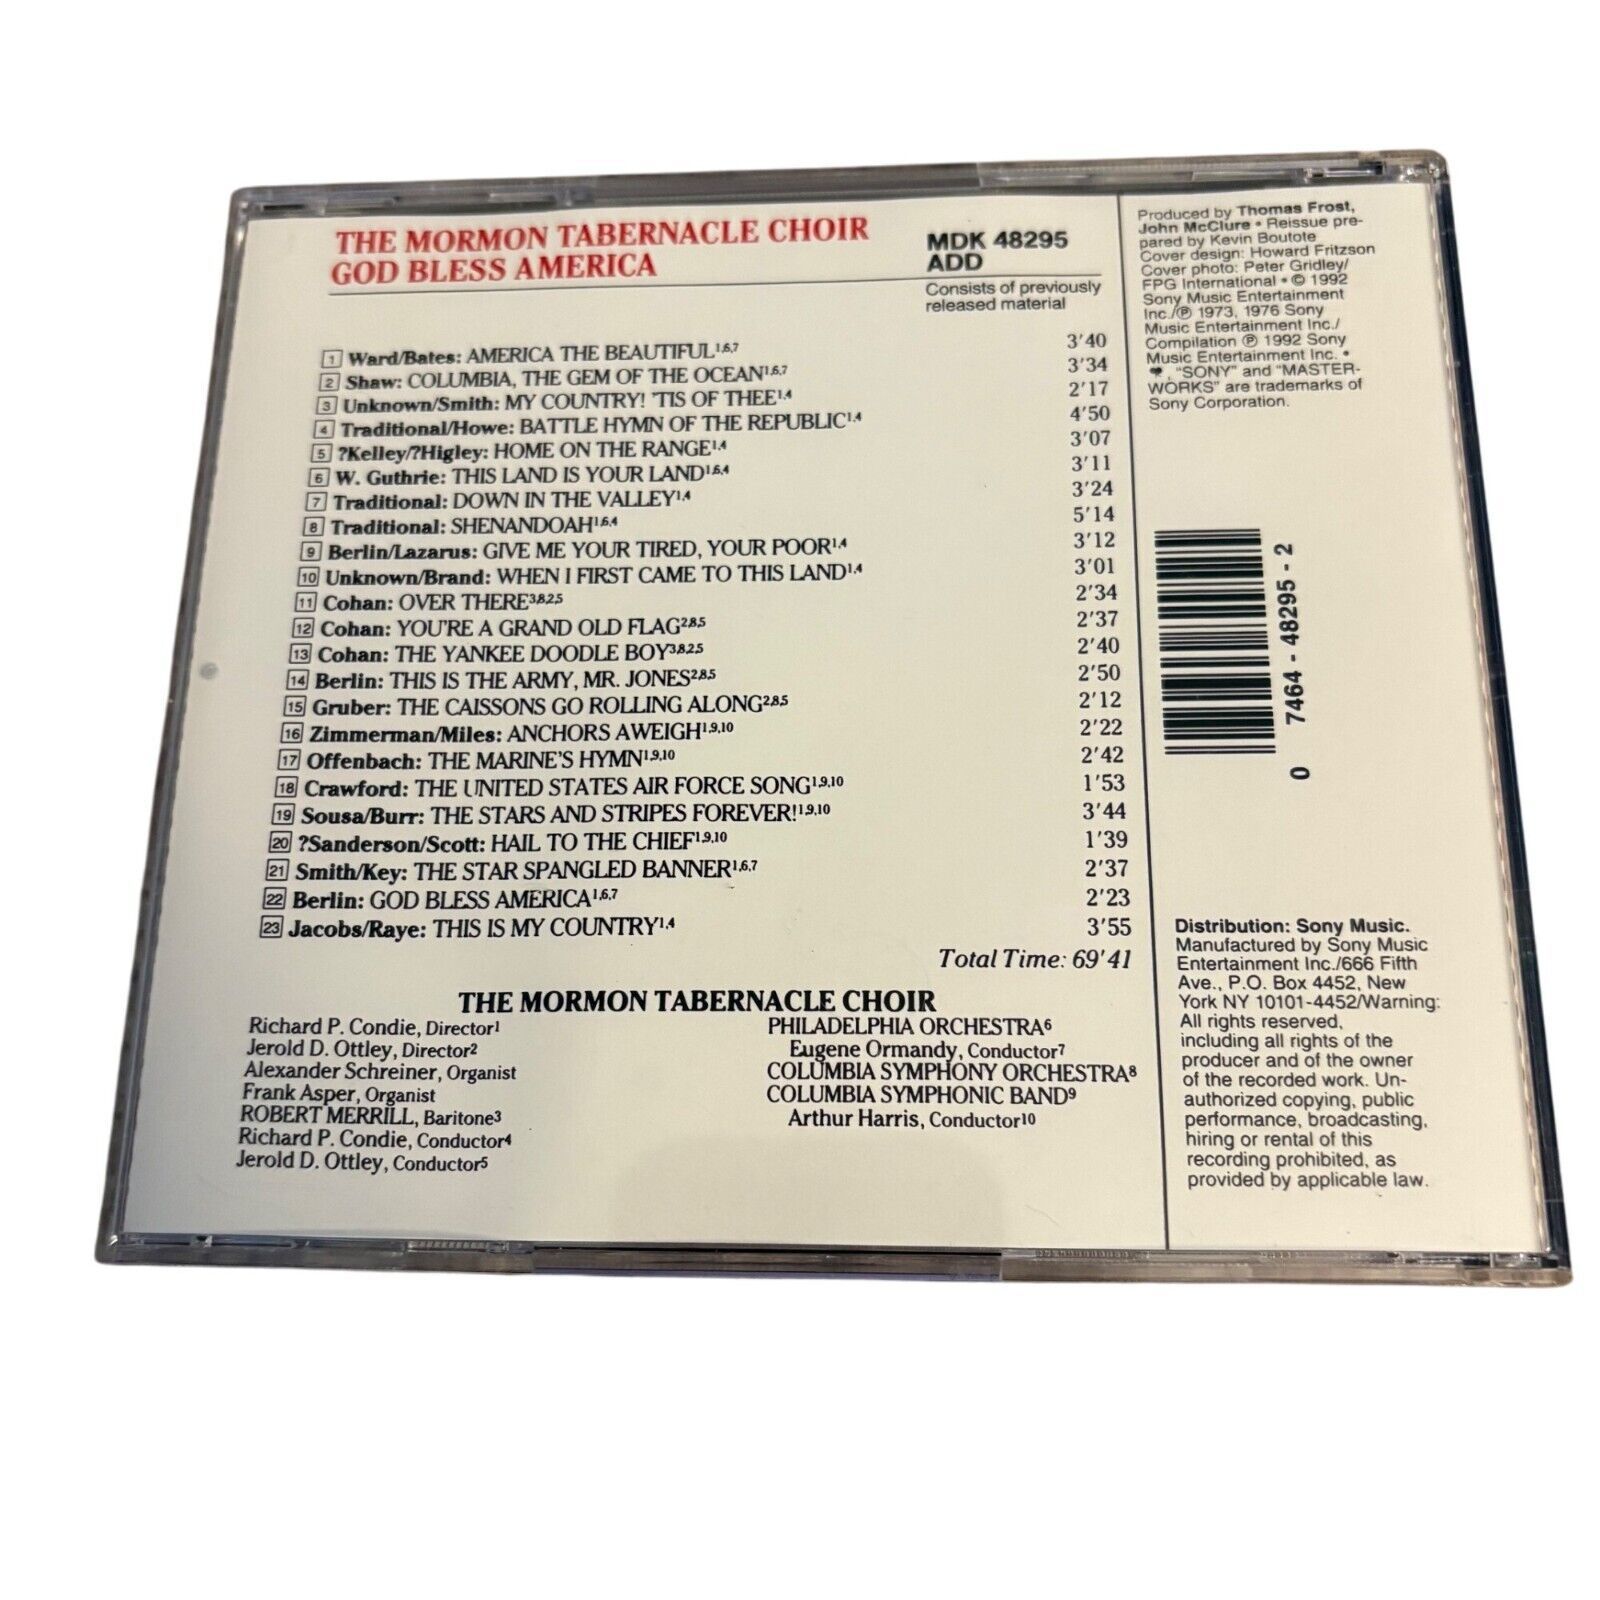 THE MORMON TABERNACLE CHOIR
GOD BLESS AMERICA
MDK 48295
ADD
Consists of previously
released material
1 Ward/Bates: AMERICA THE BEAUTIFUL1,6,7 3'40
2 Shaw: COLUMBIA, THE GEM OF THE OCEAN1,6,7 3'34
3 Unknown/Smith: MY COUNTRY! 'TIS OF THEE1,4 2'17
4 Traditional/Howe: BATTLE HYMN OF THE REPUBLIC1,4 4'50
5 ?Kelley/?Higley: HOME ON THE RANGE1,4 3'07
6 W. Guthrie: THIS LAND IS YOUR LAND1,6,4 3'11
7 Traditional: DOWN IN THE VALLEY1,4 3'24
8 Traditional: SHENANDOAH1,6,4 5'14
9 Berlin/Lazarus: GIVE ME YOUR TIRED, YOUR POOR1,4 3'12
10 Unknown/Brand: WHEN I FIRST CAME TO THIS LAND1,4 3'01
11 Cohan: OVER THERE3,8,2,5 2'34
12 Cohan: YOU'RE A GRAND OLD FLAG2,8,5 2'37
13 Cohan: THE YANKEE DOODLE BOY3,8,2,5 2'40
14 Berlin: THIS IS THE ARMY, MR. JONES2,8,5 2'50
15 Gruber: THE CAISSONS GO ROLLING ALONG2,8,5 2'12
16 Zimmerman/Miles: ANCHORS AWEIGH1,9,10 2'22
17 Offenbach: THE MARINE'S HYMN1,9,10 2'42
18 Crawford: THE UNITED STATES AIR FORCE SONG1,9,10 1'53
19 Sousa/Burr: THE STARS AND STRIPES FOREVER!1,9,10 3'44
20 ?Sanderson/Scott: HAIL TO THE CHIEF1,9,10 1'39
21 Smith/Key: THE STAR SPANGLED BANNER1,6,7 2'37
22 Berlin: GOD BLESS AMERICA1,6,7 2'23
23 Jacobs/Raye: THIS IS MY COUNTRY1,4 3'55
Total Time: 69'41
THE MORMON TABERNACLE CHOIR
Richard P. Condie, Director1
Jerold D. Ottley, Director2
Alexander Schreiner, Organist
Frank Asper, Organist
ROBERT MERRILL, Baritone3
Richard P. Condie, Conductor4
Jerold D. Ottley, Conductor5
PHILADELPHIA ORCHESTRA6
Eugene Ormandy, Conductor7
COLUMBIA SYMPHONY ORCHESTRA8
COLUMBIA SYMPHONIC BAND9
Arthur Harris, Conductor10
Produced by Thomas Frost,
John McClure • Reissue pre-
pared by Kevin Boutote
Cover design: Howard Fritzson
Cover photo: Peter Gridley/
FPG International • © 1992
Sony Music Entertainment
Inc./℗ 1973, 1976 Sony
Music Entertainment Inc./
Compilation ℗ 1992 Sony
Music Entertainment Inc. •
, "SONY" and "MASTER-
WORKS" are trademarks of
Sony Corporation.
0 7464 - 48295 - 2
Distribution: Sony Music.
Manufactured by Sony Music
Entertainment Inc./666 Fifth
Ave., P.O. Box 4452, New
York NY 10101-4452/Warning:
All rights reserved,
including all rights of the
producer and of the owner
of the recorded work. Un-
authorized copying, public
performance, broadcasting,
hiring or rental of this
recording prohibited, as
provided by applicable law.